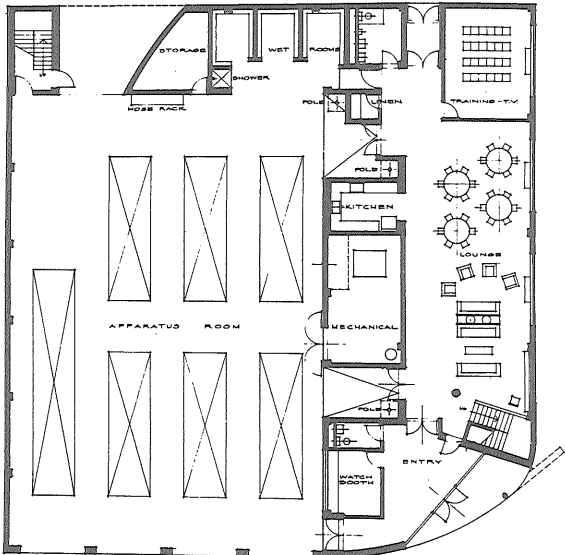 STORAGE
WET
ROOMS
SHOWER
HOSE RACK
POLE
LINEN
TRAINING - T.V.
POLE
KITCHEN
LOUNGE
APPARATUS ROOM
MECHANICAL
POLE
ENTRY
WATCH
BOOTH